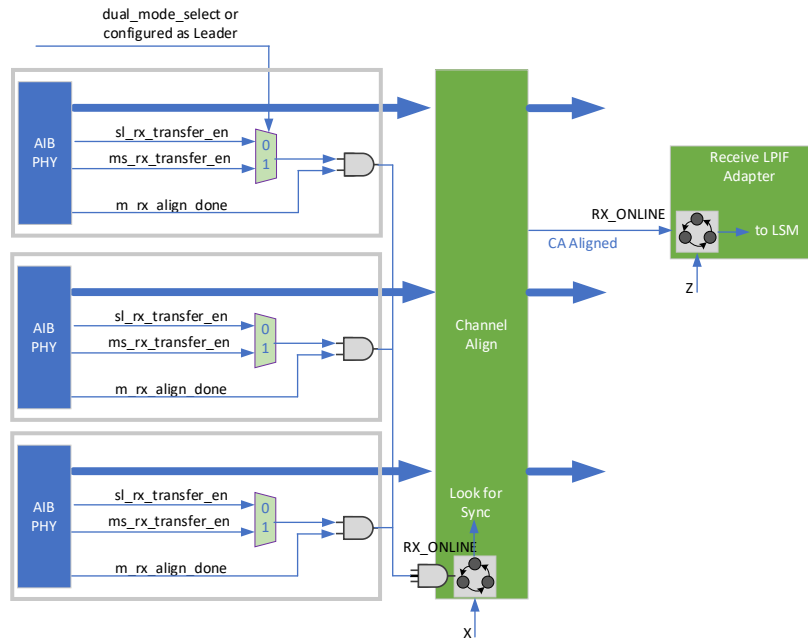 dual_mode_select or
configured as Leader
AIB
PHY
sl_rx_transfer_en
ms_rx_transfer_en
m_rx_align_done
0
1
Receive LPIF
Adapter
RX_ONLINE
to LSM
CA Aligned
Z
AIB
PHY
sl_rx_transfer_en
ms_rx_transfer_en
m_rx_align_done
0
1
Channel
Align
AIB
PHY
sl_rx_transfer_en
ms_rx_transfer_en
m_rx_align_done
0
1
Look for
Sync
RX_ONLINE
X